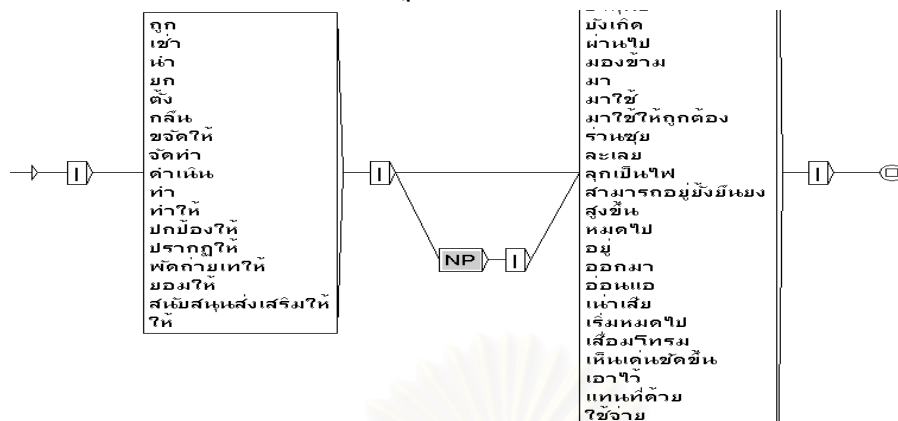 ถูก
เช่า
นำ
ยก
ตั้ง
กลืน
ขจัดให้
จัดทำ
ดำเนิน
ทำ
ทำให้
ปกป้องให้
ปรากฏให้
พัดถ่ายเทให้
ยอมให้
สนับสนุนส่งเสริมให้
ให้
NP
บังเกิด
ผ่านไป
มองข้าม
มา
มาใช้
มาใช้ให้ถูกต้อง
ร่านซุย
ละเลย
ลุกเป็นไฟ
สามารถอยู่ยั้งยืนยง
สูงขึ้น
หมดไป
อยู่
ออกมา
อ่อนแอ
เน่าเสีย
เริ่มหมดไป
เสื่อมโทรม
เห็นเด่นชัดขึ้น
เอาไว้
แทนที่ด้วย
ใช้จ่าย